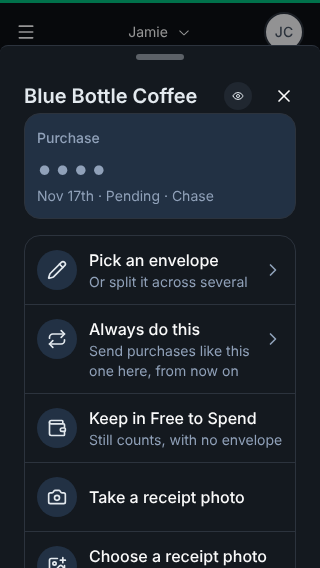 Jamie
JC
Blue Bottle Coffee
Purchase
Nov 17th · Pending · Chase
Pick an envelope
Or split it across several
Always do this
Send purchases like this
one here, from now on
Keep in Free to Spend
Still counts, with no envelope
Take a receipt photo
Choose a receipt photo